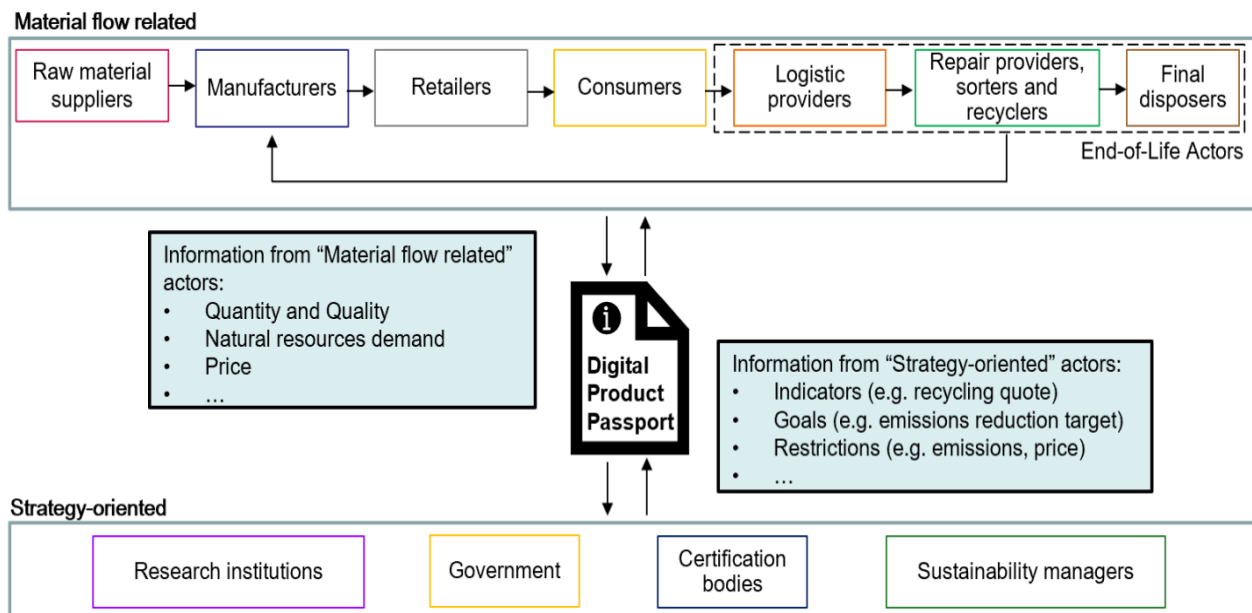 Material flow related
Raw material
suppliers
Manufacturers
Retailers
Consumers
Logistic
providers
Repair providers,
sorters and
recyclers
Final
disposers
End-of-Life Actors
Information from “Material flow related”
actors:
• Quantity and Quality
• Natural resources demand
• Price
• …
i
Digital
Product
Passport
Information from “Strategy-oriented” actors:
• Indicators (e.g. recycling quote)
• Goals (e.g. emissions reduction target)
• Restrictions (e.g. emissions, price)
• …
Strategy-oriented
Research institutions
Government
Certification
bodies
Sustainability managers